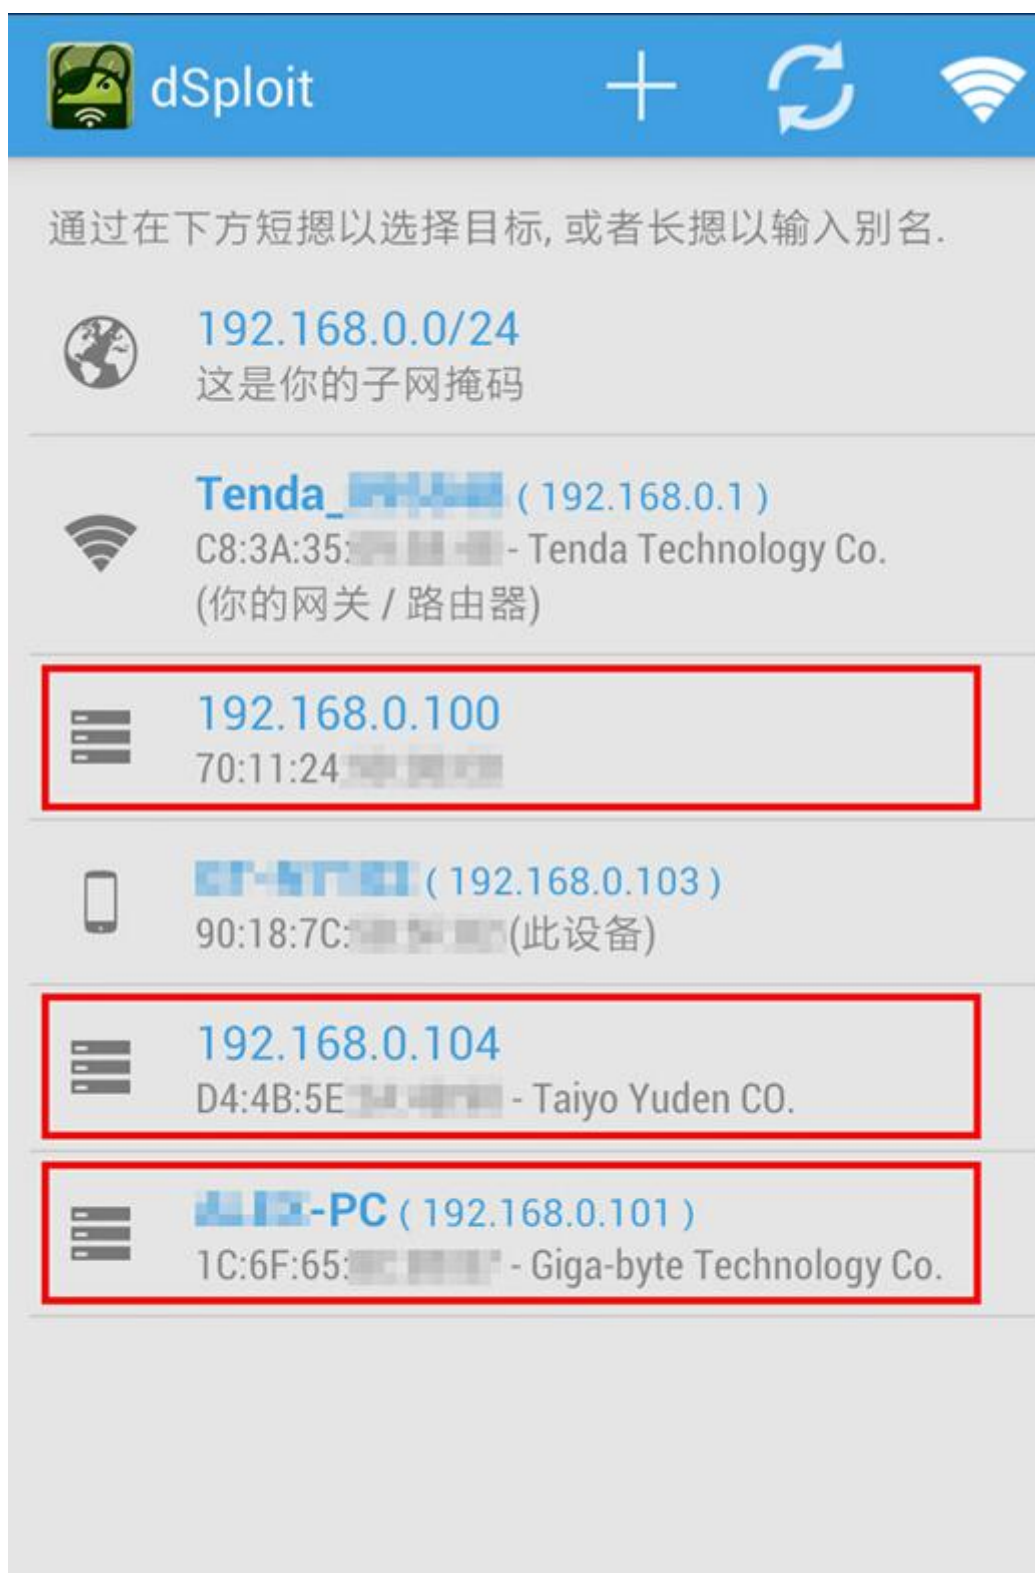 dSploit
通过在下方短摁以选择目标, 或者长摁以输入别名.
192.168.0.0/24
这是你的子网掩码
Tenda_ ( 192.168.0.1 )
C8:3A:35: - Tenda Technology Co.
(你的网关 / 路由器)
192.168.0.100
70:11:24
( 192.168.0.103 )
90:18:7C: (此设备)
192.168.0.104
D4:4B:5E - Taiyo Yuden CO.
-PC ( 192.168.0.101 )
1C:6F:65: - Giga-byte Technology Co.